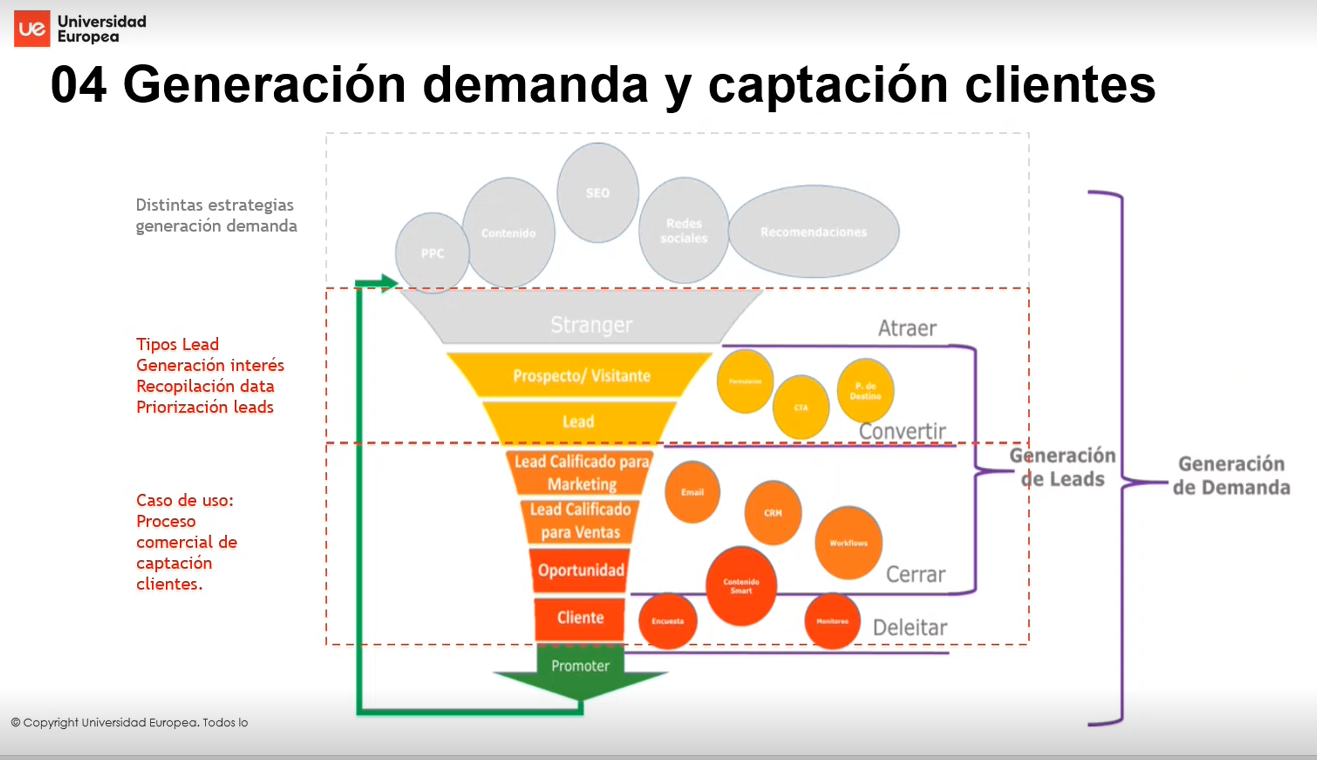 ue Universidad
Europea
04 Generación demanda y captación clientes
Distintas estrategias
generación demanda
PPC
Contenido
SEO
Redes
sociales
Recomendaciones
Stranger
Atraer
Tipos Lead
Generación interés
Recopilación data
Priorización leads
Prospecto/ Visitante
Formularios
CTA
P. de
Destino
Lead
Convertir
Generación
de Leads
Generación
de Demanda
Caso de uso:
Proceso
comercial de
captación
clientes.
Lead Calificado para
Marketing
Lead Calificado
para Ventas
Email
CRM
Workflows
Oportunidad
Contenido
Smart
Cerrar
Cliente
Encuesta
Monitoreo
Deleitar
Promoter
© Copyright Universidad Europea. Todos lo